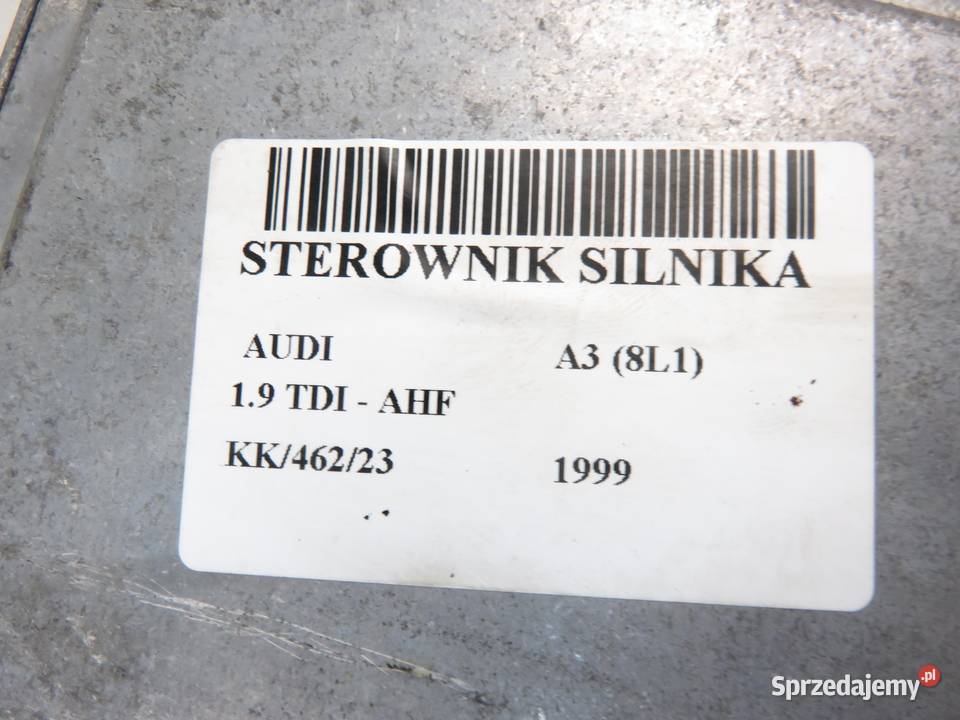 STEROWNIK SILNIKA
AUDI A3 (8L1)
1.9 TDI - AHF
KK/462/23 1999
Sprzedajemy.pl